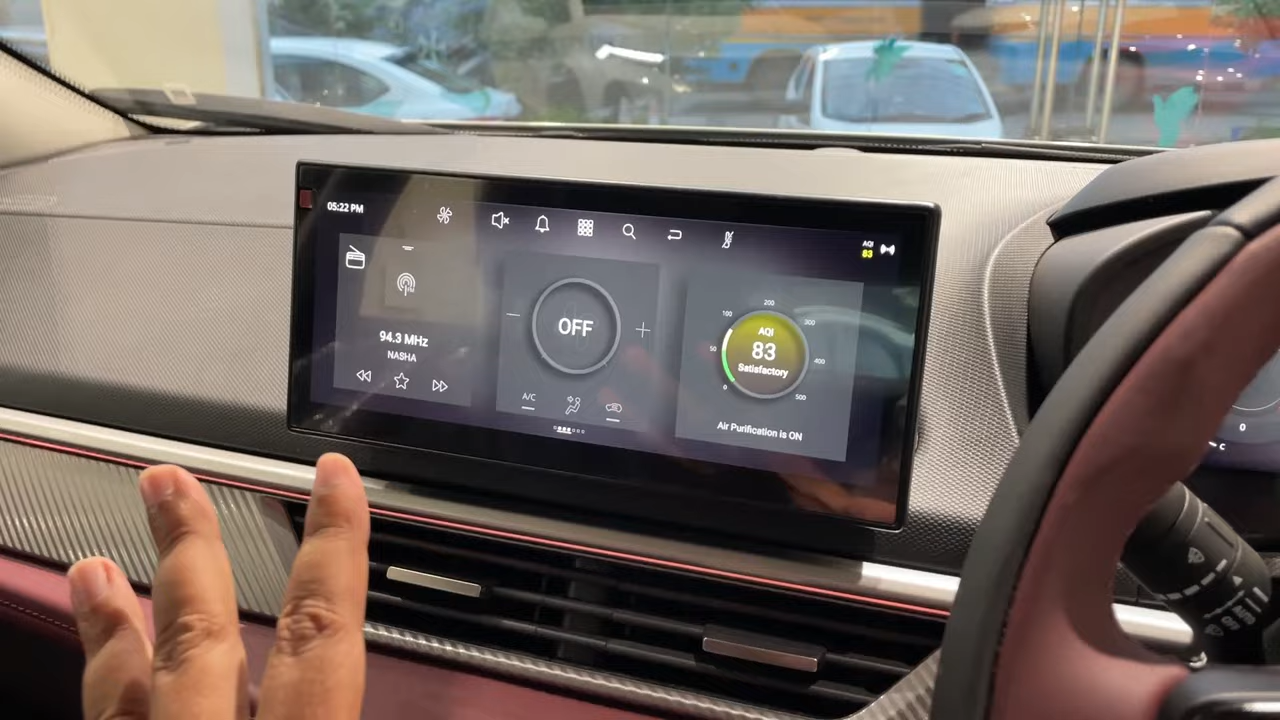 05:22 PM
AQI
83
94.3 MHz
NASHA
OFF
A/C
AQI
83
Satisfactory
0
50
100
200
300
400
500
Air Purification is ON
0
C